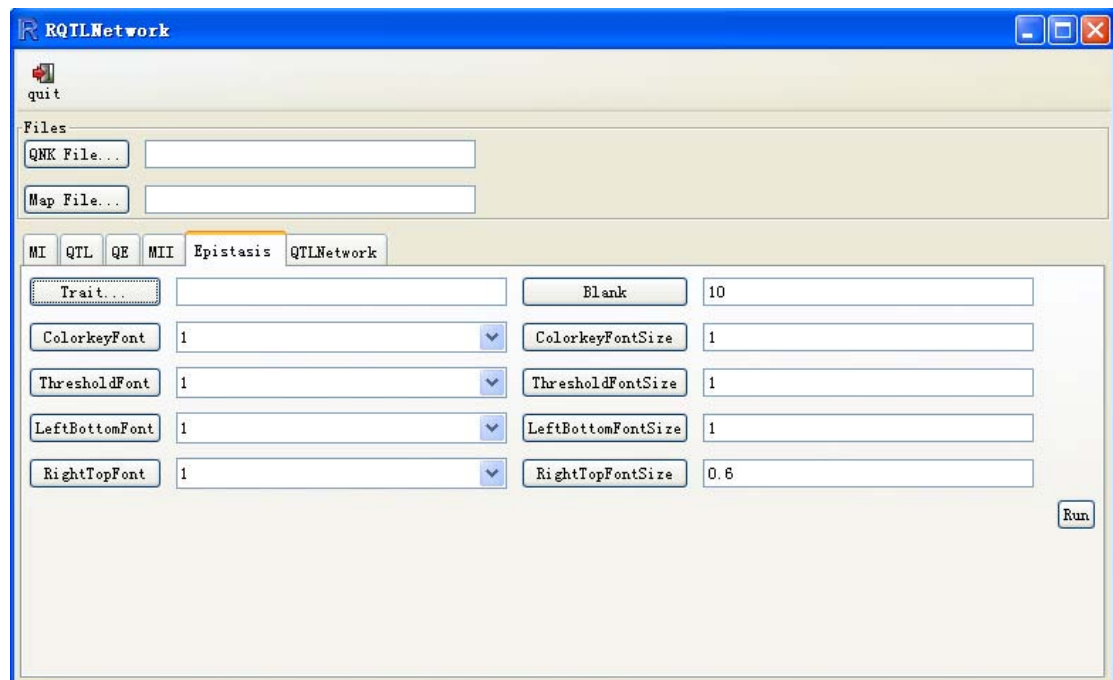 RQTLNetwork
quit
Files
QNK File...
Map File...
MI QTL QE MII Epistasis QTLNetwork
Trait... Blank 10
ColorkeyFont 1 ColorkeyFontSize 1
ThresholdFont 1 ThresholdFontSize 1
LeftBottomFont 1 LeftBottomFontSize 1
RightTopFont 1 RightTopFontSize 0.6
Run